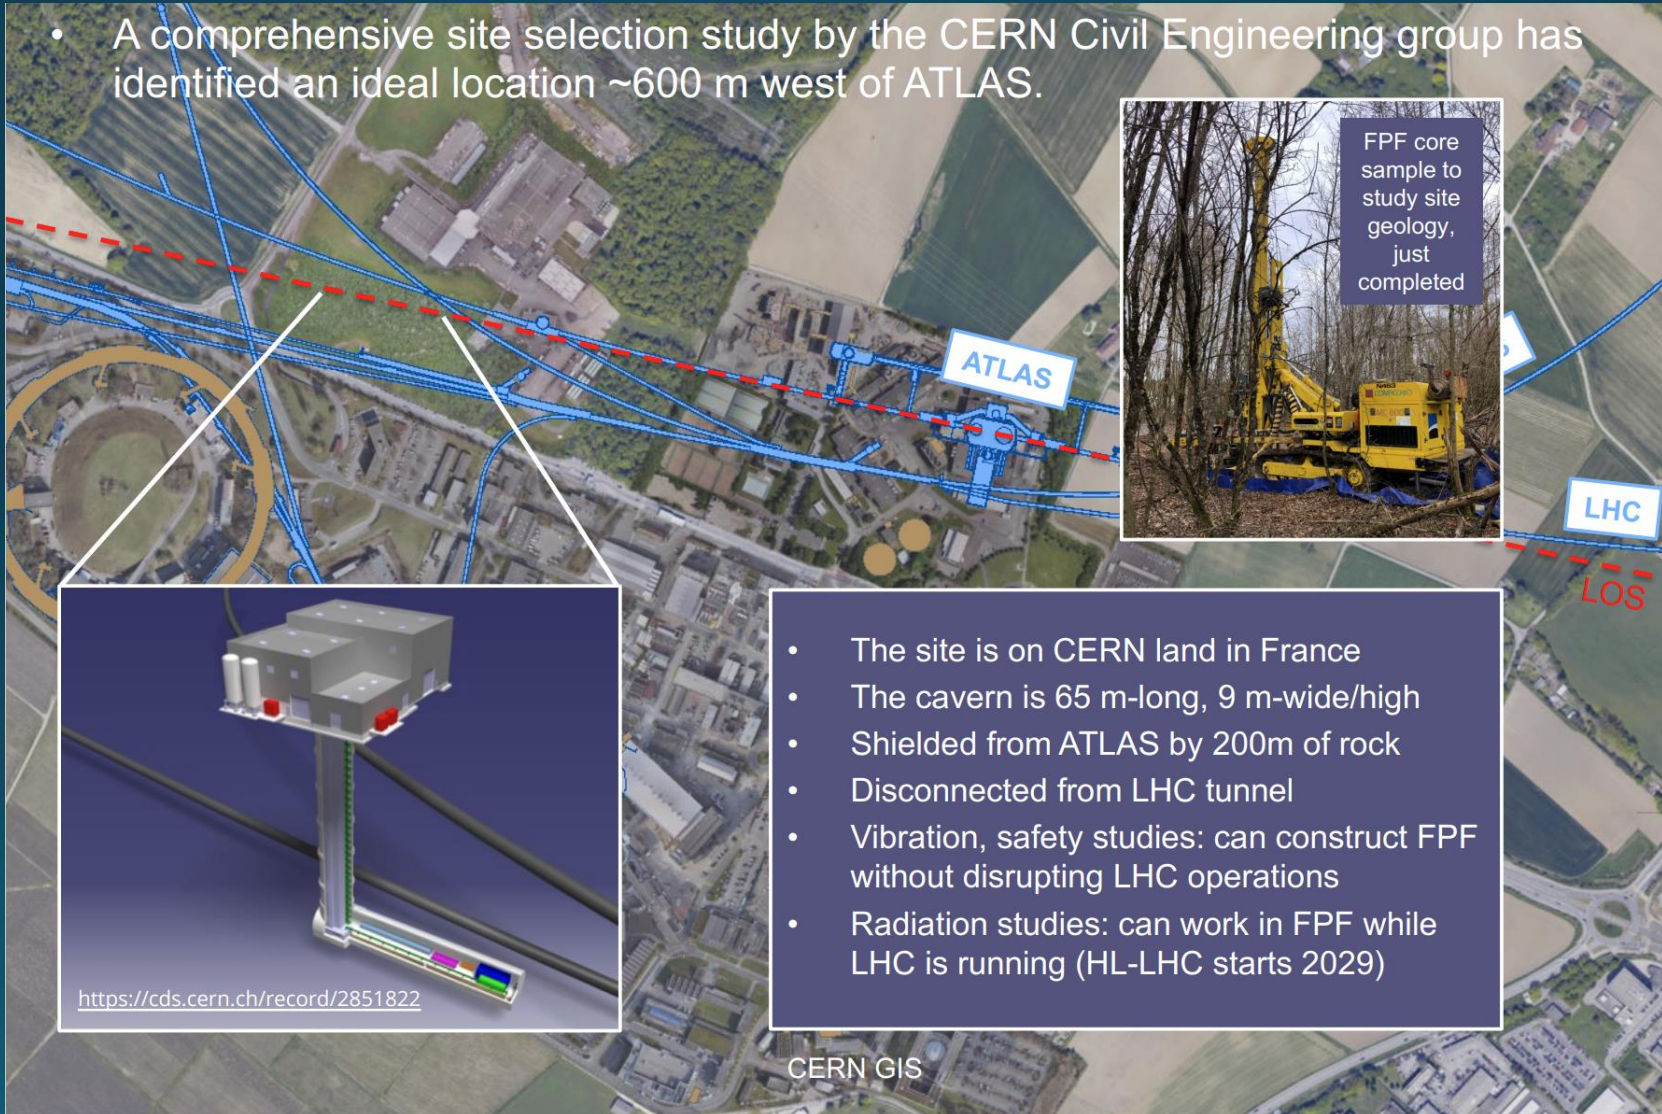 • A comprehensive site selection study by the CERN Civil Engineering group has
identified an ideal location ~600 m west of ATLAS.
FPF core
sample to
study site
geology,
just
completed
ATLAS
LHC
LOS
• The site is on CERN land in France
• The cavern is 65 m-long, 9 m-wide/high
• Shielded from ATLAS by 200m of rock
• Disconnected from LHC tunnel
• Vibration, safety studies: can construct FPF
without disrupting LHC operations
• Radiation studies: can work in FPF while
LHC is running (HL-LHC starts 2029)
https://cds.cern.ch/record/2851822
CERN GIS